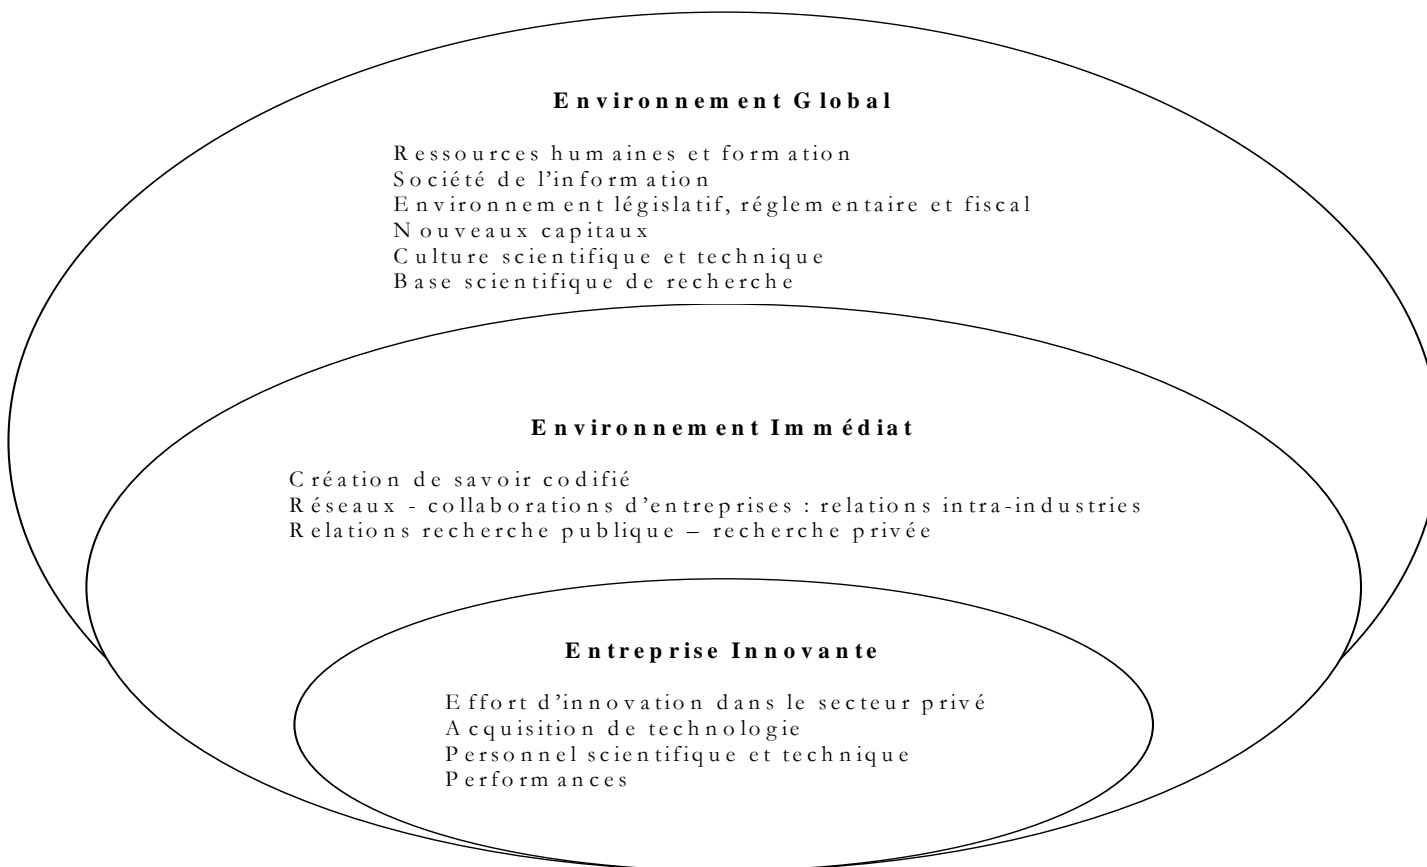 Environnement Global
Ressources humaines et formation
Société de l'information
Environnement législatif, réglementaire et fiscal
Nouveaux capitaux
Culture scientifique et technique
Base scientifique de recherche
Environnement Immédiat
Création de savoir codifié
Réseaux - collaborations d'entreprises : relations intra-industries
Relations recherche publique – recherche privée
Entreprise Innovante
Effort d'innovation dans le secteur privé
Acquisition de technologie
Personnel scientifique et technique
Performances